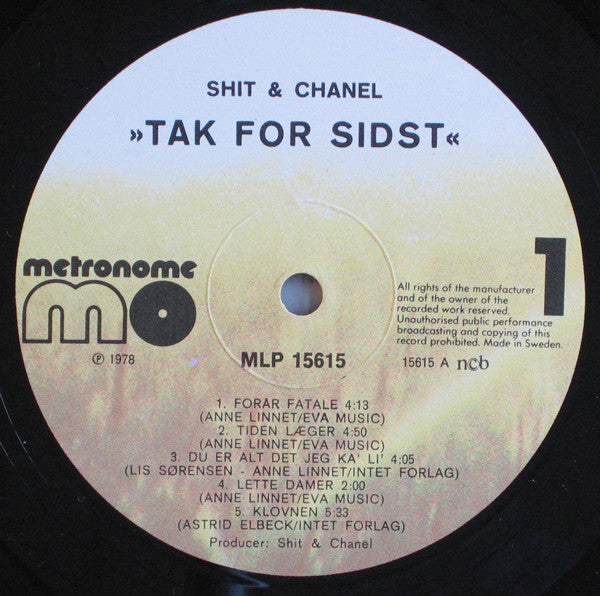 SHIT & CHANEL
»TAK FOR SIDST«
metronome
mo
℗ 1978
1
All rights of the manufacturer
and of the owner of the
recorded work reserved.
Unauthorised public performance
broadcasting and copying of this
record prohibited. Made in Sweden.
MLP 15615
15615 A ncb
1. FORÅR FATALE 4:13
(ANNE LINNET/EVA MUSIC)
2. TIDEN LÆGER 4:50
(ANNE LINNET/EVA MUSIC)
3. DU ER ALT DET JEG KA' LI' 4:05
(LIS SØRENSEN - ANNE LINNET/INTET FORLAG)
4. LETTE DAMER 2:00
(ANNE LINNET/EVA MUSIC)
5. KLOVNEN 5:33
(ASTRID ELBECK/INTET FORLAG)
Producer: Shit & Chanel